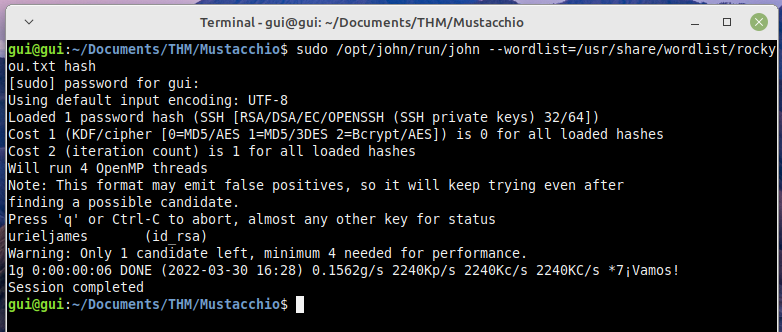 Terminal - gui@gui: ~/Documents/THM/Mustacchio
gui@gui:~/Documents/THM/Mustacchio$ sudo /opt/john/run/john --wordlist=/usr/share/wordlist/rocky
ou.txt hash
[sudo] password for gui:
Using default input encoding: UTF-8
Loaded 1 password hash (SSH [RSA/DSA/EC/OPENSSH (SSH private keys) 32/64])
Cost 1 (KDF/cipher [0=MD5/AES 1=MD5/3DES 2=Bcrypt/AES]) is 0 for all loaded hashes
Cost 2 (iteration count) is 1 for all loaded hashes
Will run 4 OpenMP threads
Note: This format may emit false positives, so it will keep trying even after
finding a possible candidate.
Press 'q' or Ctrl-C to abort, almost any other key for status
urieljames       (id_rsa)
Warning: Only 1 candidate left, minimum 4 needed for performance.
1g 0:00:00:06 DONE (2022-03-30 16:28) 0.1562g/s 2240Kp/s 2240Kc/s 2240KC/s *7¡Vamos!
Session completed
gui@gui:~/Documents/THM/Mustacchio$